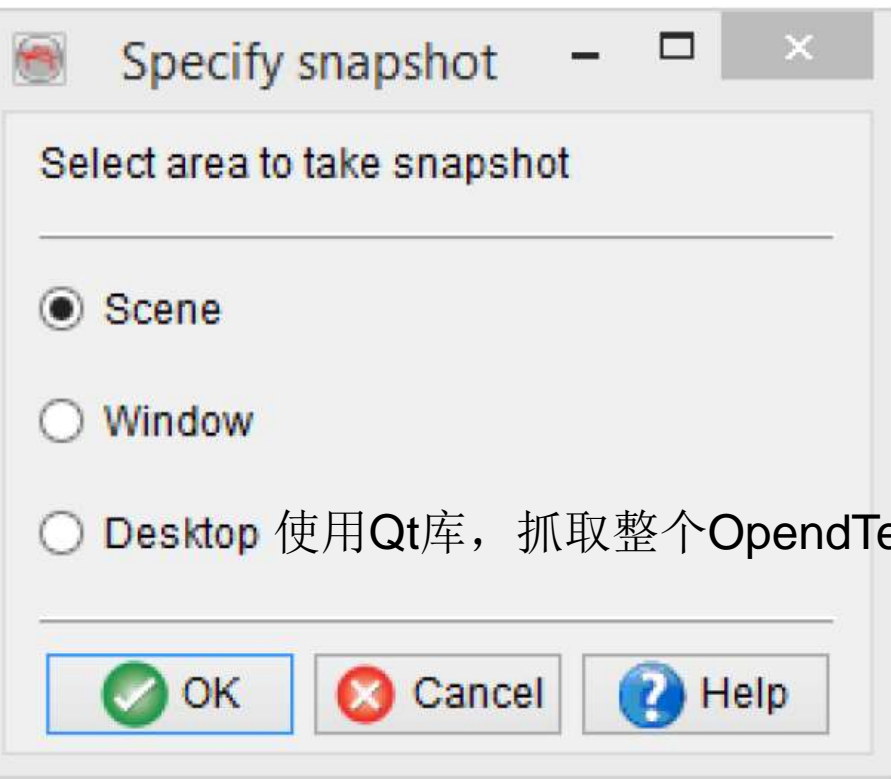 Specify snapshot
Select area to take snapshot
Scene
Window
Desktop 使用Qt库，抓取整个OpendTe
OK Cancel Help